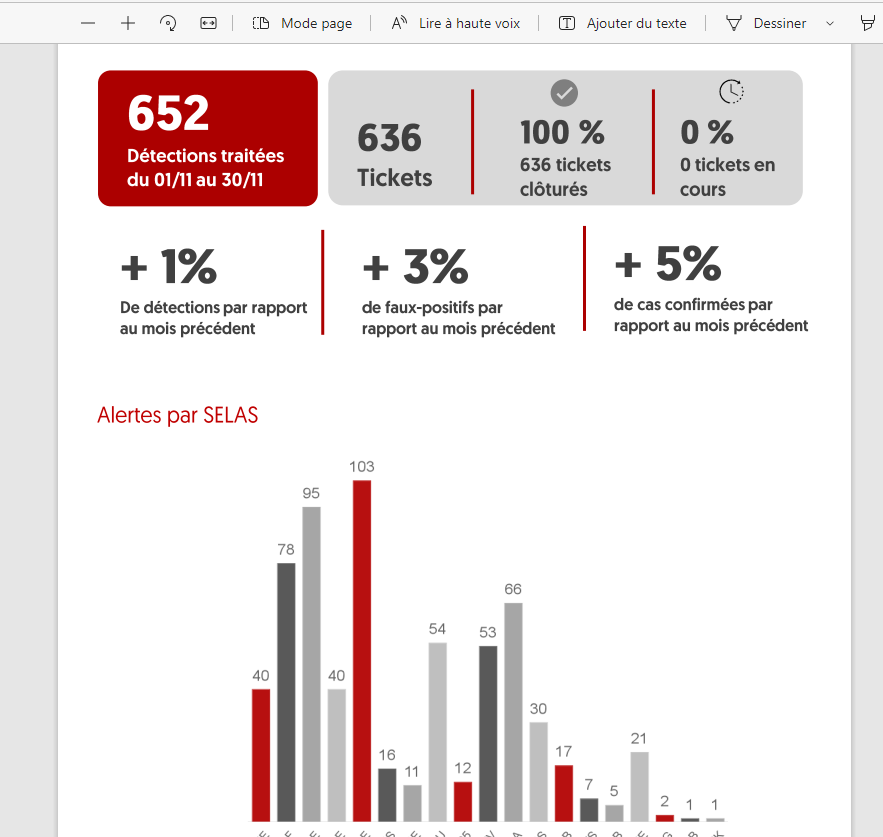 Mode page
Lire à haute voix
Ajouter du texte
Dessiner
652
Détections traitées
du 01/11 au 30/11
636
Tickets
100 %
636 tickets
clôturés
0 %
0 tickets en
cours
+ 1%
De détections par rapport
au mois précédent
+ 3%
de faux-positifs par
rapport au mois précédent
+ 5%
de cas confirmées par
rapport au mois précédent
Alertes par SELAS
40
78
95
40
103
16
11
54
12
53
66
30
17
7
5
21
2
1
1